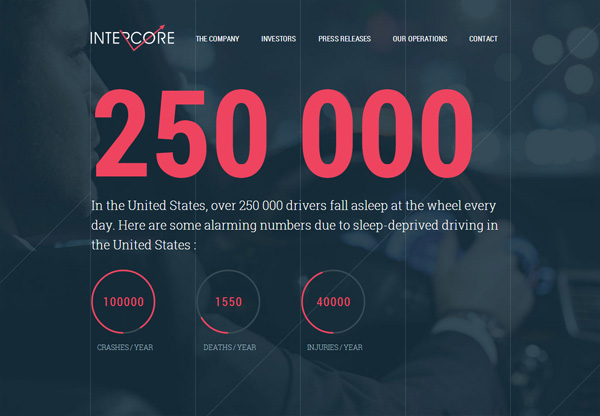 INTERCORE
THE COMPANY INVESTORS PRESS RELEASES OUR OPERATIONS CONTACT
250 000
In the United States, over 250 000 drivers fall asleep at the wheel every
day. Here are some alarming numbers due to sleep-deprived driving in
the United States :
100000 1550 40000
CRASHES / YEAR DEATHS / YEAR INJURIES / YEAR